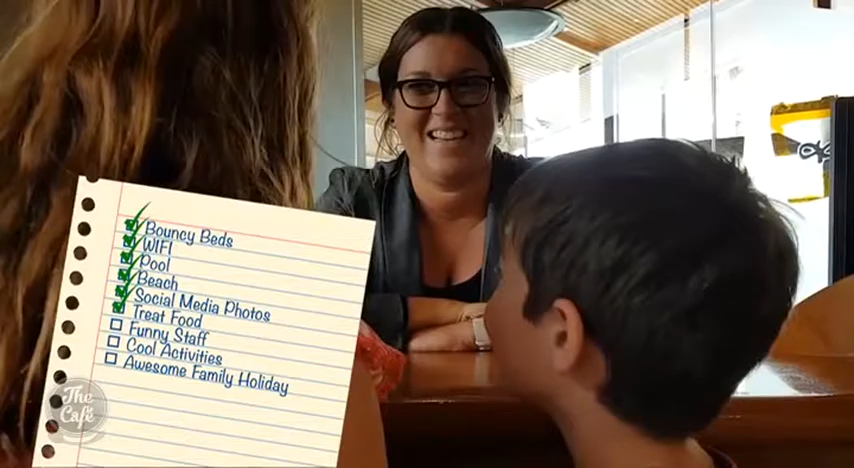 Bouncy Beds
WIFI
Pool
Beach
Social Media Photos
Treat Food
Funny Staff
Cool Activities
Awesome Family Holiday
The
Café